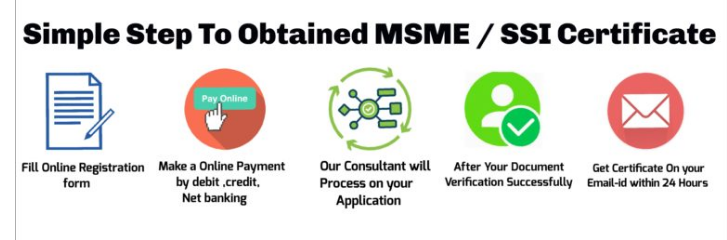 Simple Step To Obtained MSME / SSI Certificate
Pay Online
Fill Online Registration
form
Make a Online Payment
by debit ,credit,
Net banking
Our Consultant will
Process on your
Application
After Your Document
Verification Successfully
Get Certificate On your
Email-id within 24 Hours